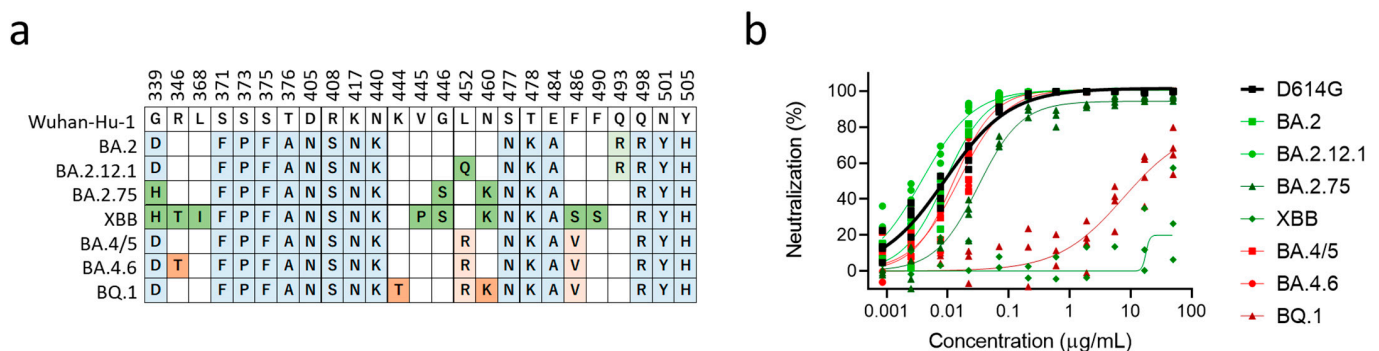 a
339 346 368 371 373 375 376 405 408 417 440 444 445 446 452 460 477 478 484 486 490 493 498 501 505
Wuhan-Hu-1 G R L S S S T D R K N K V G L N S T E F F Q Q N Y
BA.2 D F P F A N S N K N K A R R Y H
BA.2.12.1 D F P F A N S N K Q N K A R R Y H
BA.2.75 H F P F A N S N K S K N K A R Y H
XBB H T I F P F A N S N K P S K N K A S S R Y H
BA.4/5 D F P F A N S N K R N K A V R Y H
BA.4.6 D T F P F A N S N K R N K A V R Y H
BQ.1 D F P F A N S N K T R K N K A V R Y H
b
Neutralization (%)
100
80
60
40
20
0
0.001 0.01 0.1 1 10 100
Concentration (μg/mL)
D614G
BA.2
BA.2.12.1
BA.2.75
XBB
BA.4/5
BA.4.6
BQ.1